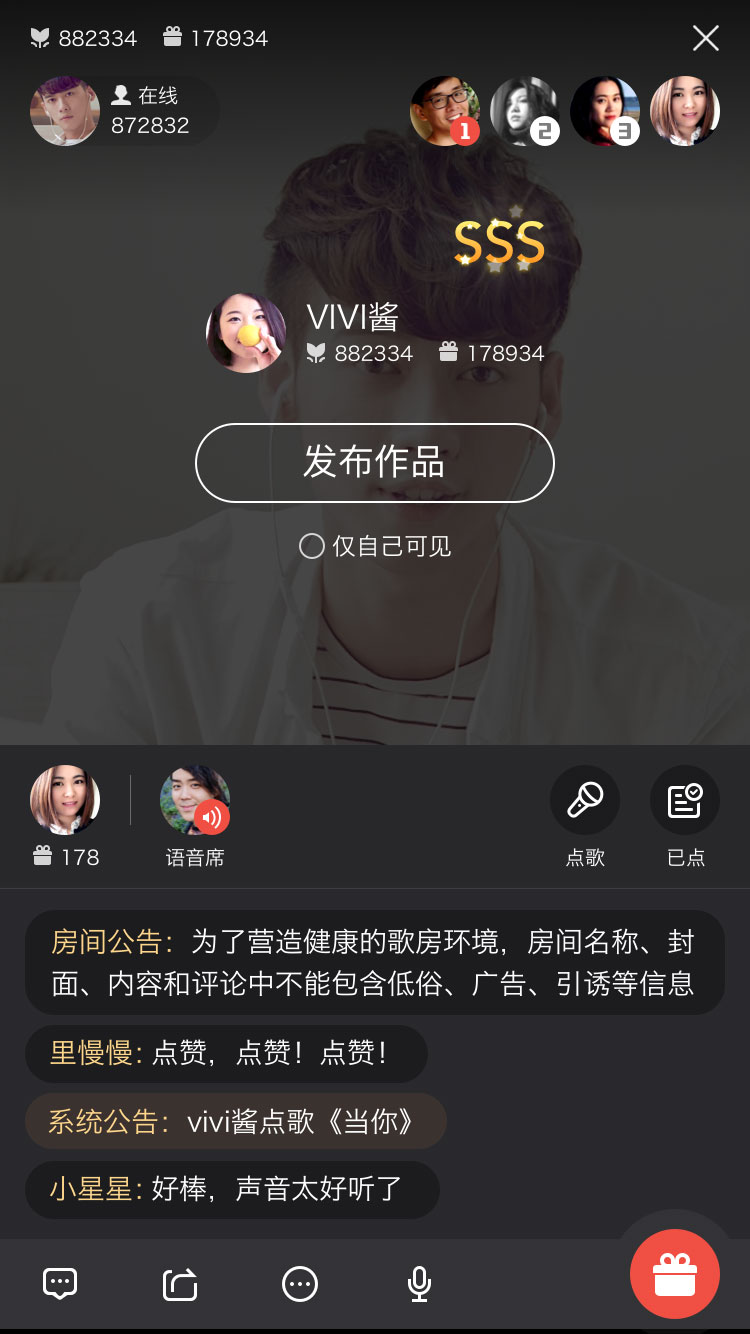 882334 178934
在线
872832
1 2 3
SSS
VIVI酱
882334 178934
发布作品
仅自己可见
178 语音席 点歌 已点
房间公告：为了营造健康的歌房环境，房间名称、封
面、内容和评论中不能包含低俗、广告、引诱等信息
里慢慢：点赞，点赞！点赞！
系统公告：vivi酱点歌《当你》
小星星：好棒，声音太好听了